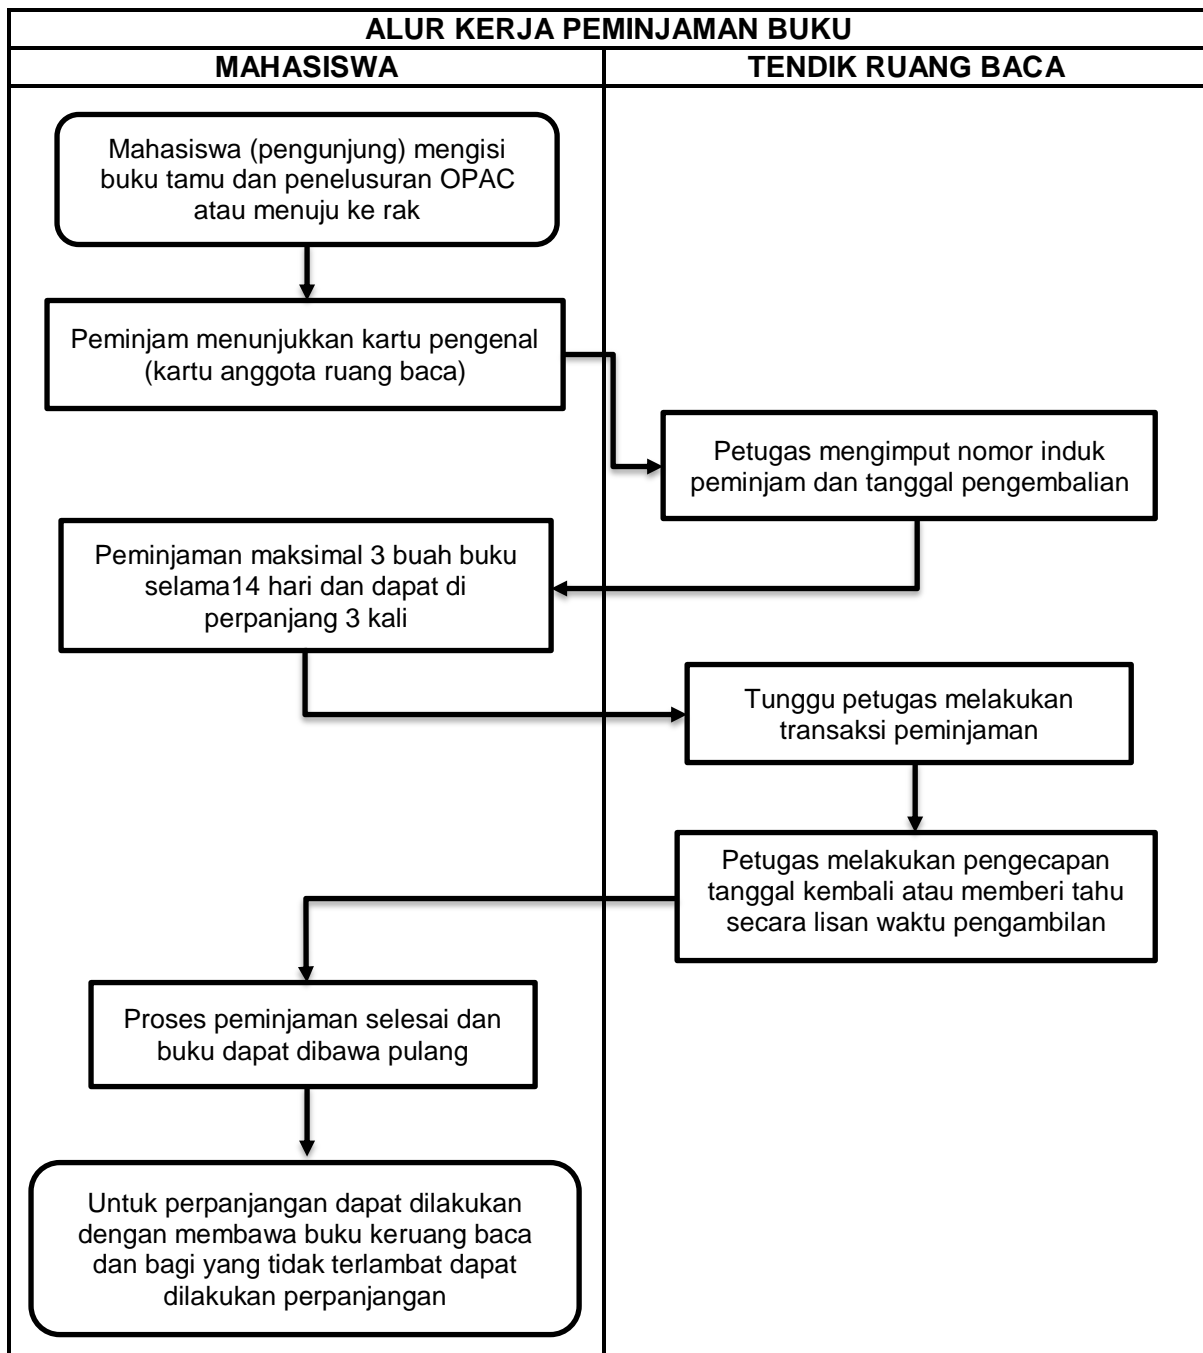 ALUR KERJA PEMINJAMAN BUKU
MAHASISWA
TENDIK RUANG BACA
Mahasiswa (pengunjung) mengisi
buku tamu dan penelusuran OPAC
atau menuju ke rak
Peminjam menunjukkan kartu pengenal
(kartu anggota ruang baca)
Petugas mengimput nomor induk
peminjam dan tanggal pengembalian
Peminjaman maksimal 3 buah buku
selama14 hari dan dapat di
perpanjang 3 kali
Tunggu petugas melakukan
transaksi peminjaman
Petugas melakukan pengecapan
tanggal kembali atau memberi tahu
secara lisan waktu pengambilan
Proses peminjaman selesai dan
buku dapat dibawa pulang
Untuk perpanjangan dapat dilakukan
dengan membawa buku keruang baca
dan bagi yang tidak terlambat dapat
dilakukan perpanjangan